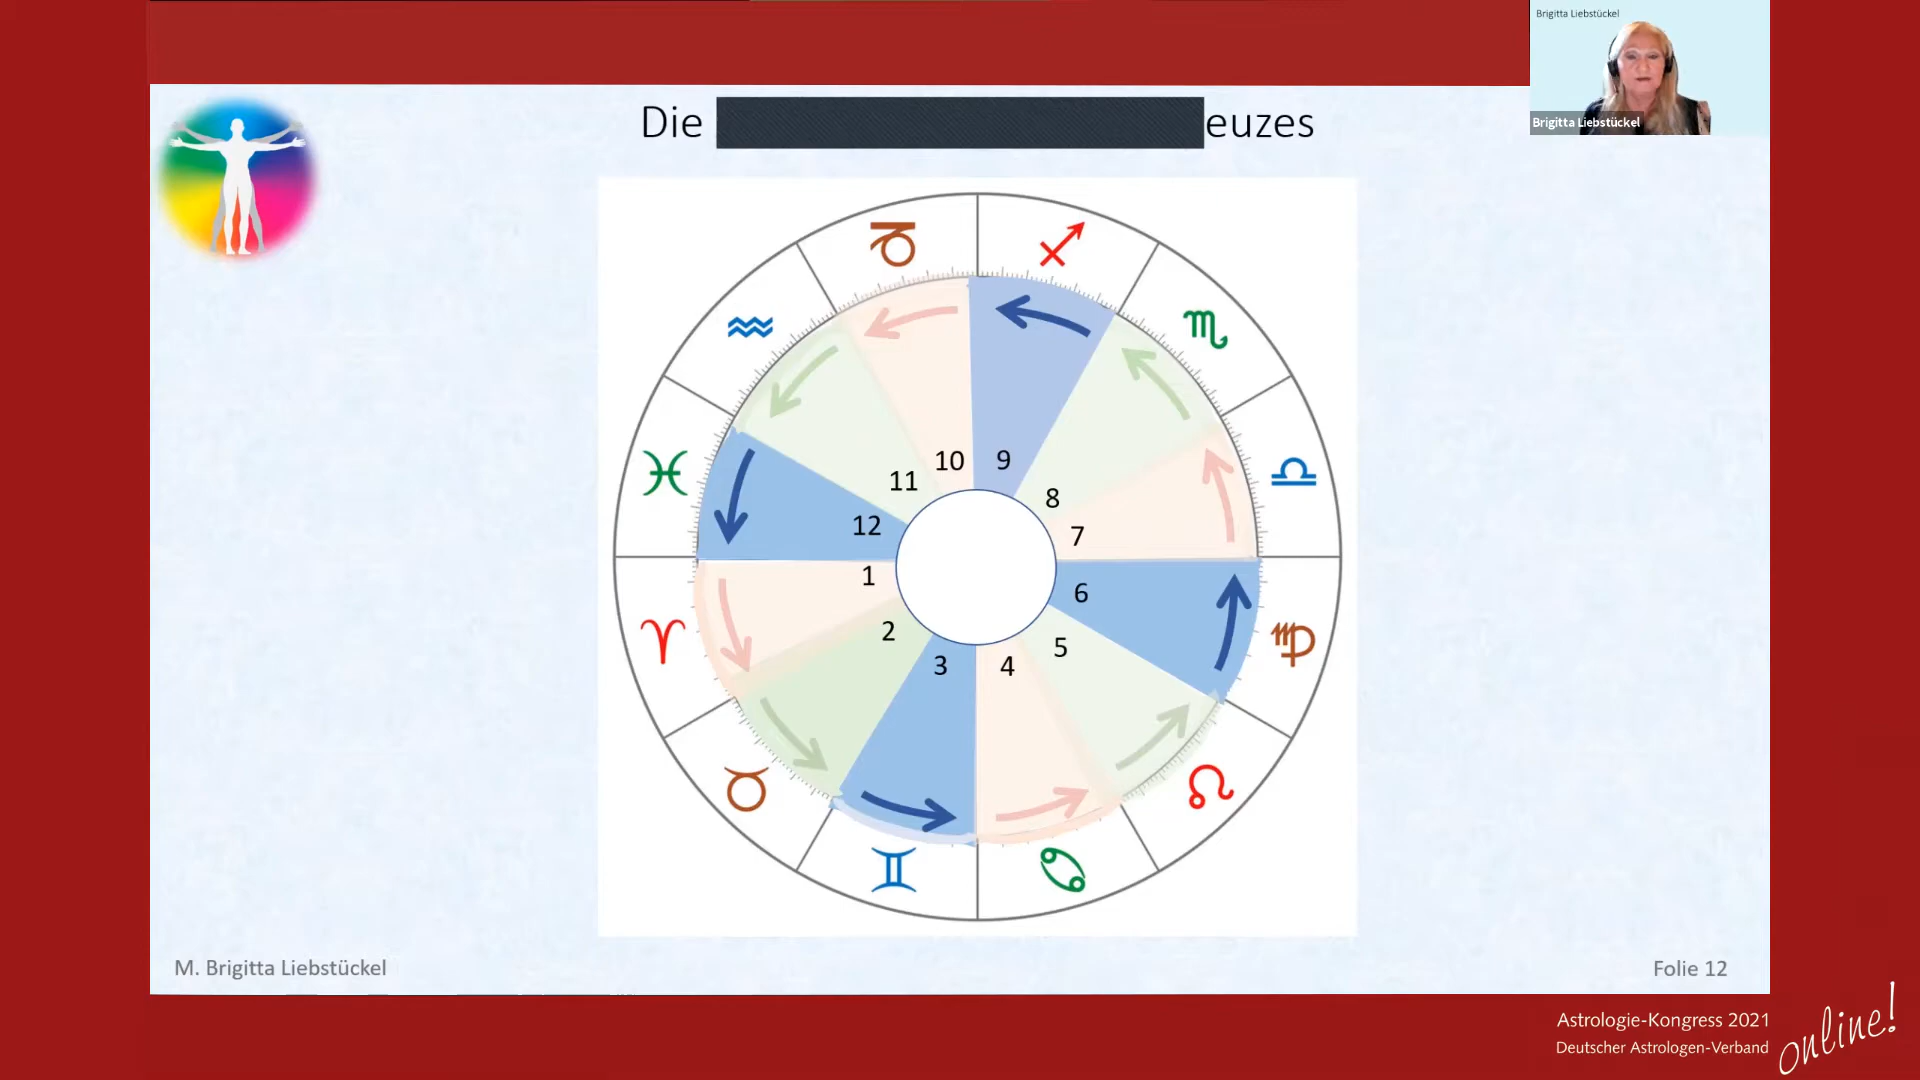 Brigitta Liebstückel
Brigitta Liebstückel
Die euzes
10 9
11 8
12 7
1 6
2 5
3 4
M. Brigitta Liebstückel
Folie 12
Astrologie-Kongress 2021
Deutscher Astrologen-Verband
online!